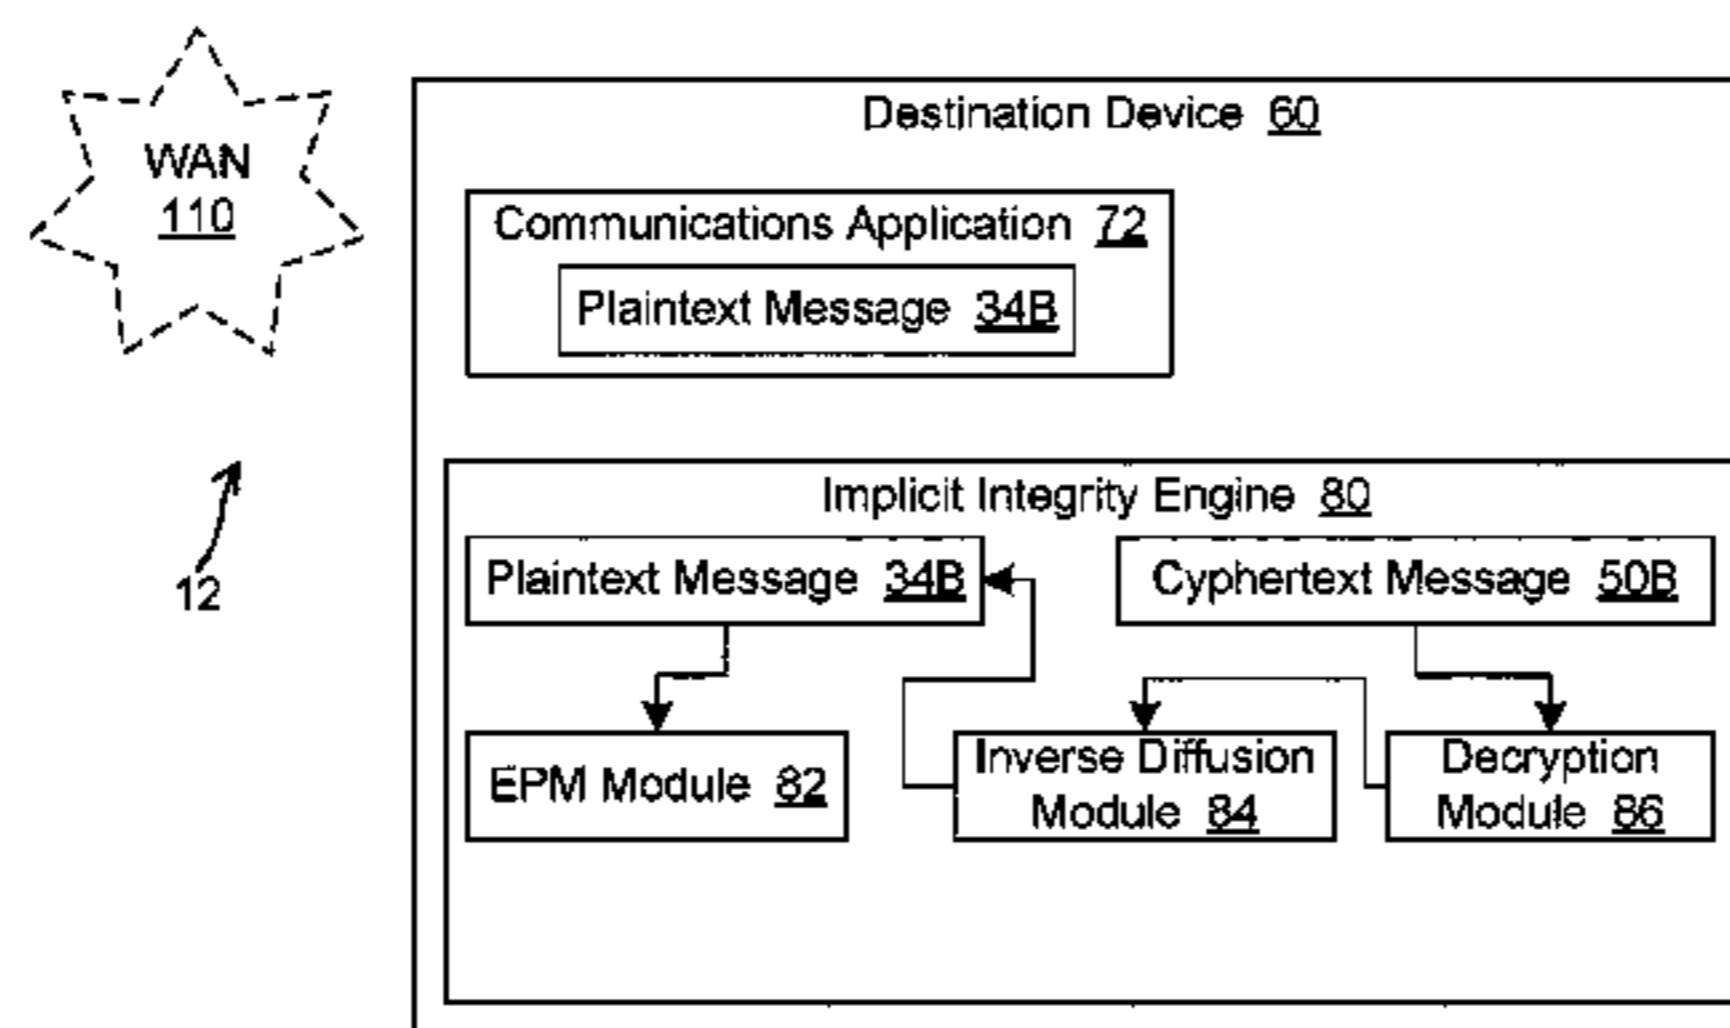 WAN
110
Destination Device 60
Communications Application 72
Plaintext Message 34B
12
Implicit Integrity Engine 80
Plaintext Message 34B
Cyphertext Message 50B
EPM Module 82
Inverse Diffusion
Module 84
Decryption
Module 86